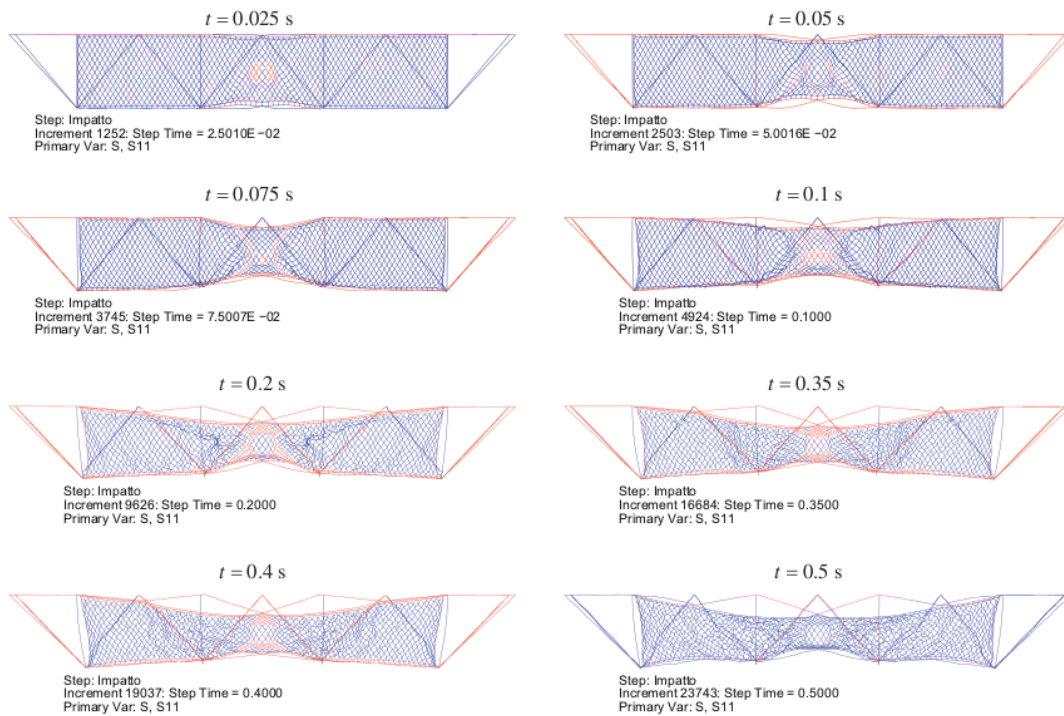 t = 0.025 s
Step: Impatto
Increment 1252: Step Time = 2.5010E −02
Primary Var: S, S11
t = 0.05 s
Step: Impatto
Increment 2503: Step Time = 5.0016E −02
Primary Var: S, S11
t = 0.075 s
Step: Impatto
Increment 3745: Step Time = 7.5007E −02
Primary Var: S, S11
t = 0.1 s
Step: Impatto
Increment 4924: Step Time = 0.1000
Primary Var: S, S11
t = 0.2 s
Step: Impatto
Increment 9626: Step Time = 0.2000
Primary Var: S, S11
t = 0.35 s
Step: Impatto
Increment 16684: Step Time = 0.3500
Primary Var: S, S11
t = 0.4 s
Step: Impatto
Increment 19037: Step Time = 0.4000
Primary Var: S, S11
t = 0.5 s
Step: Impatto
Increment 23743: Step Time = 0.5000
Primary Var: S, S11